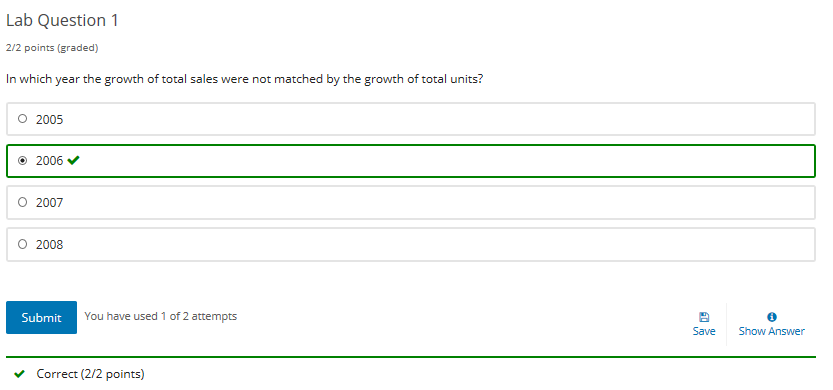 Lab Question 1
2/2 points (graded)
In which year the growth of total sales were not matched by the growth of total units?
2005
2006
2007
2008
Submit
You have used 1 of 2 attempts
Save
Show Answer
Correct (2/2 points)